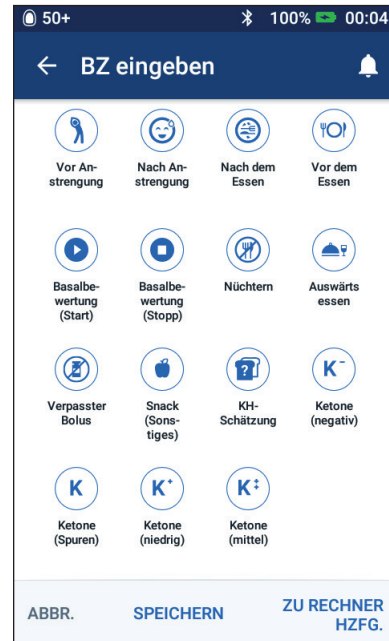 50+ 100% 00:04
BZ eingeben
Vor An-
strengung
Nach An-
strengung
Nach dem
Essen
Vor dem
Essen
Basalbe-
wertung
(Start)
Basalbe-
wertung
(Stopp)
Nüchtern
Auswärts
essen
Verpasster
Bolus
Snack
(Sons-
tiges)
?
KH-
Schätzung
K-
Ketone
(negativ)
K
Ketone
(Spuren)
K+
Ketone
(niedrig)
K‡
Ketone
(mittel)
ABBR.
SPEICHERN
ZU RECHNER
HZFG.